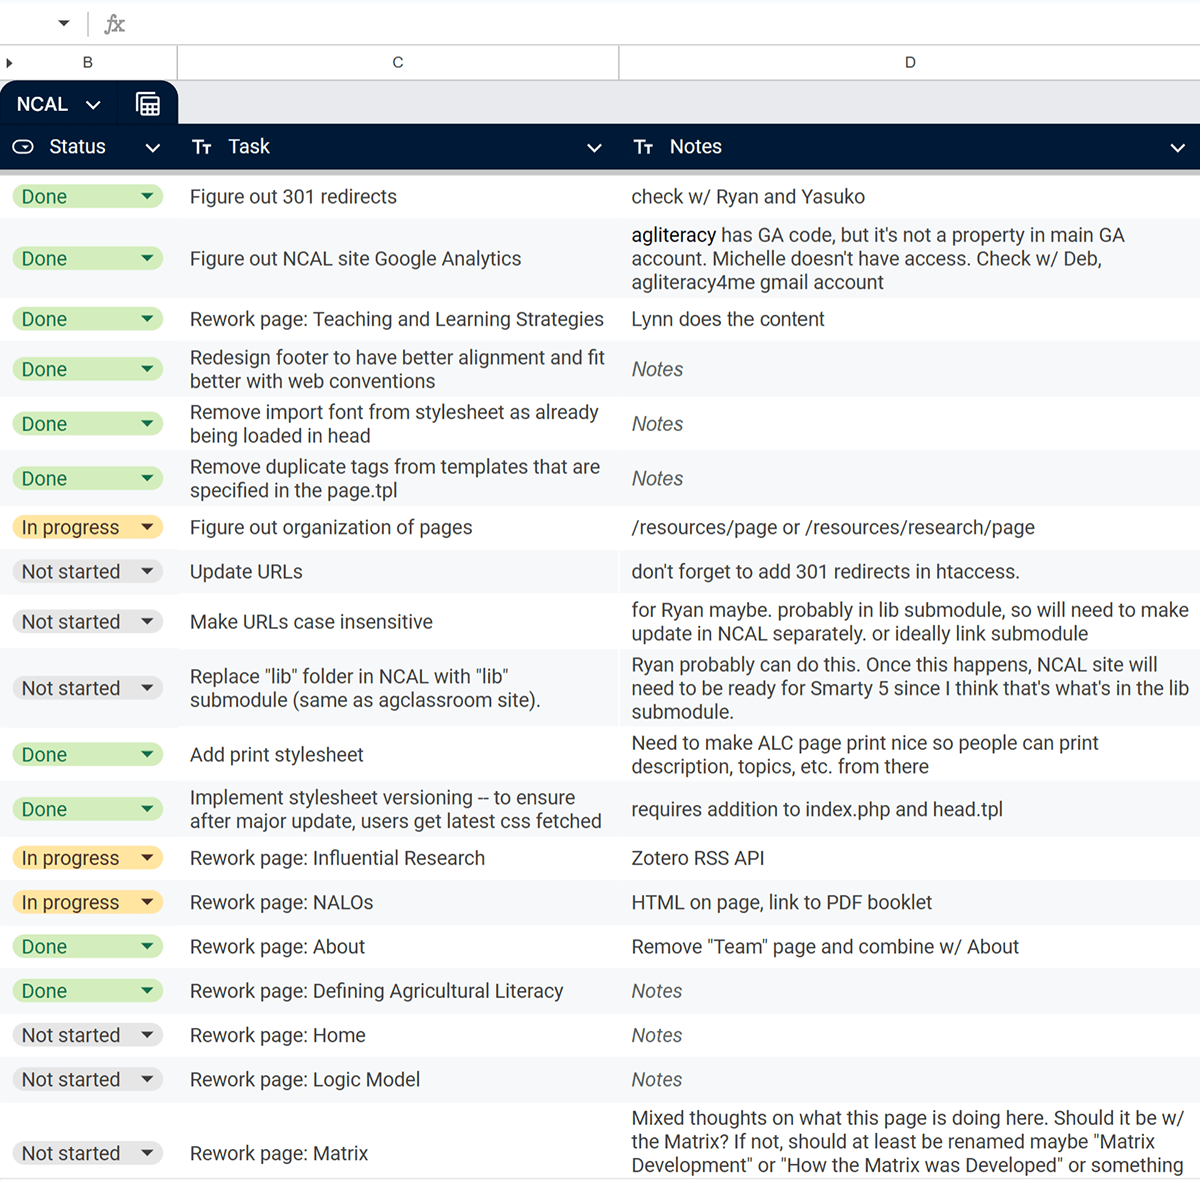 fx
B C D
NCAL
Status Task Notes
Done Figure out 301 redirects check w/ Ryan and Yasuko
Done Figure out NCAL site Google Analytics agliteracy has GA code, but it's not a property in main GA
account. Michelle doesn't have access. Check w/ Deb,
agliteracy4me gmail account
Done Rework page: Teaching and Learning Strategies Lynn does the content
Done Redesign footer to have better alignment and fit
better with web conventions
Notes
Done Remove import font from stylesheet as already
being loaded in head
Notes
Done Remove duplicate tags from templates that are
specified in the page.tpl
Notes
In progress Figure out organization of pages /resources/page or /resources/research/page
Not started Update URLs don't forget to add 301 redirects in htaccess.
Not started Make URLs case insensitive for Ryan maybe. probably in lib submodule, so will need to make
update in NCAL separately. or ideally link submodule
Not started Replace "lib" folder in NCAL with "lib"
submodule (same as agclassroom site).
Ryan probably can do this. Once this happens, NCAL site will
need to be ready for Smarty 5 since I think that's what's in the lib
submodule.
Done Add print stylesheet Need to make ALC page print nice so people can print
description, topics, etc. from there
Done Implement stylesheet versioning -- to ensure
after major update, users get latest css fetched
requires addition to index.php and head.tpl
In progress Rework page: Influential Research Zotero RSS API
In progress Rework page: NALOs HTML on page, link to PDF booklet
Done Rework page: About Remove "Team" page and combine w/ About
Done Rework page: Defining Agricultural Literacy Notes
Not started Rework page: Home Notes
Not started Rework page: Logic Model Notes
Not started Rework page: Matrix Mixed thoughts on what this page is doing here. Should it be w/
the Matrix? If not, should at least be renamed maybe "Matrix
Development" or "How the Matrix was Developed" or something